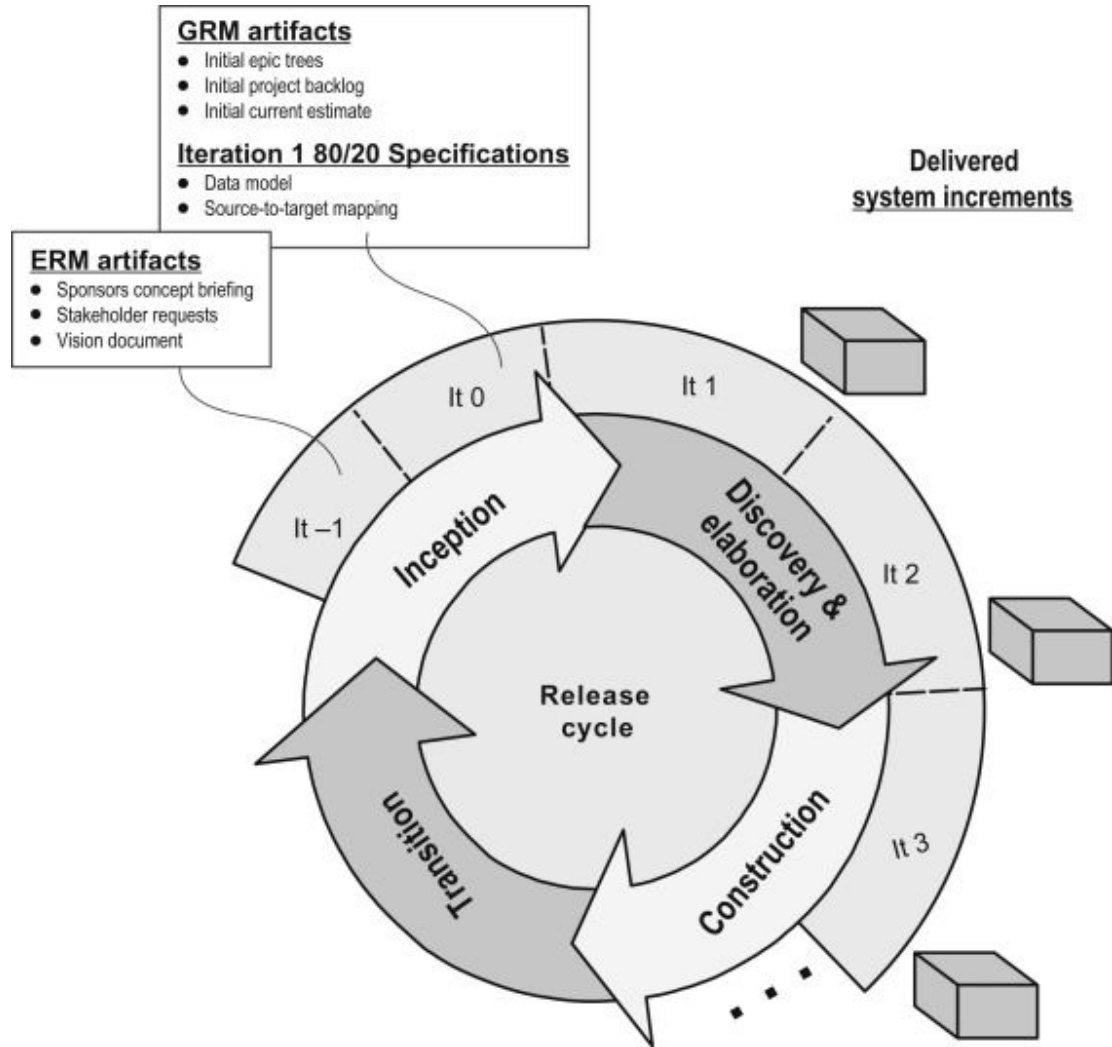 GRM artifacts
● Initial epic trees
● Initial project backlog
● Initial current estimate
Iteration 1 80/20 Specifications
● Data model
● Source-to-target mapping
ERM artifacts
● Sponsors concept briefing
● Stakeholder requests
● Vision document
Delivered
system increments
It –1
It 0
It 1
It 2
It 3
Inception
Discovery &
elaboration
Construction
Transition
Release
cycle